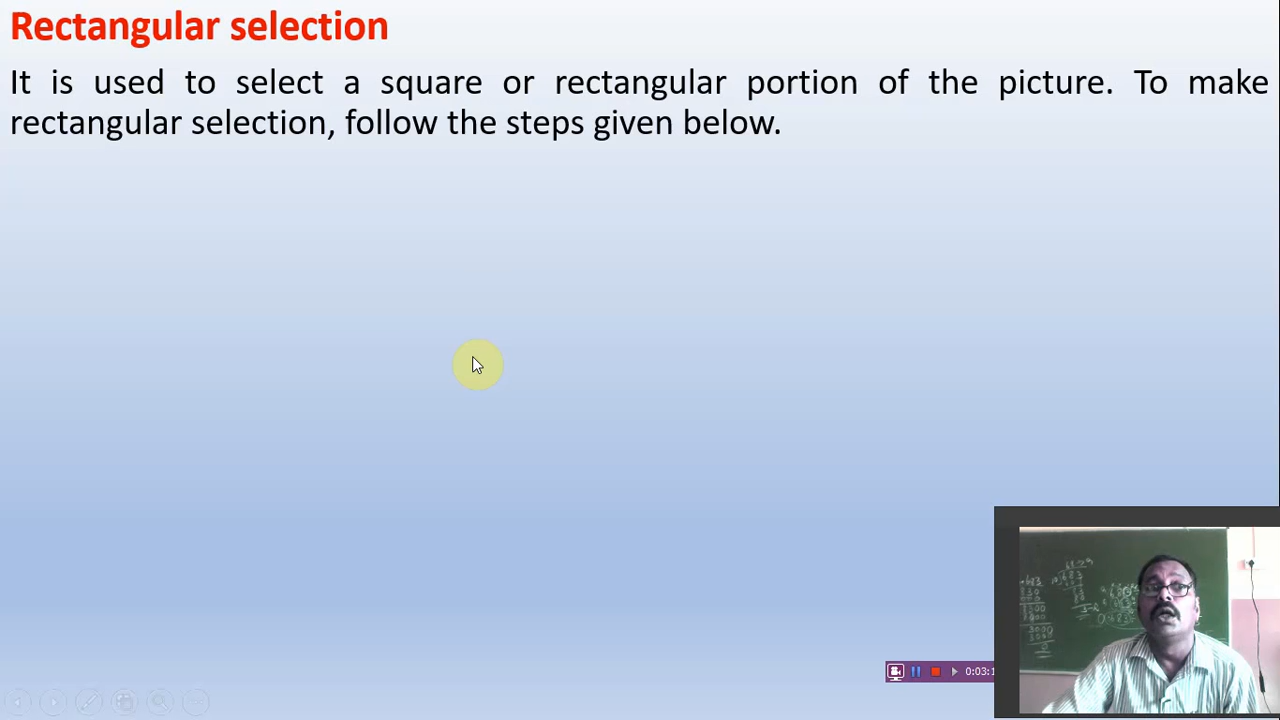 Rectangular selection
It is used to select a square or rectangular portion of the picture. To make
rectangular selection, follow the steps given below.